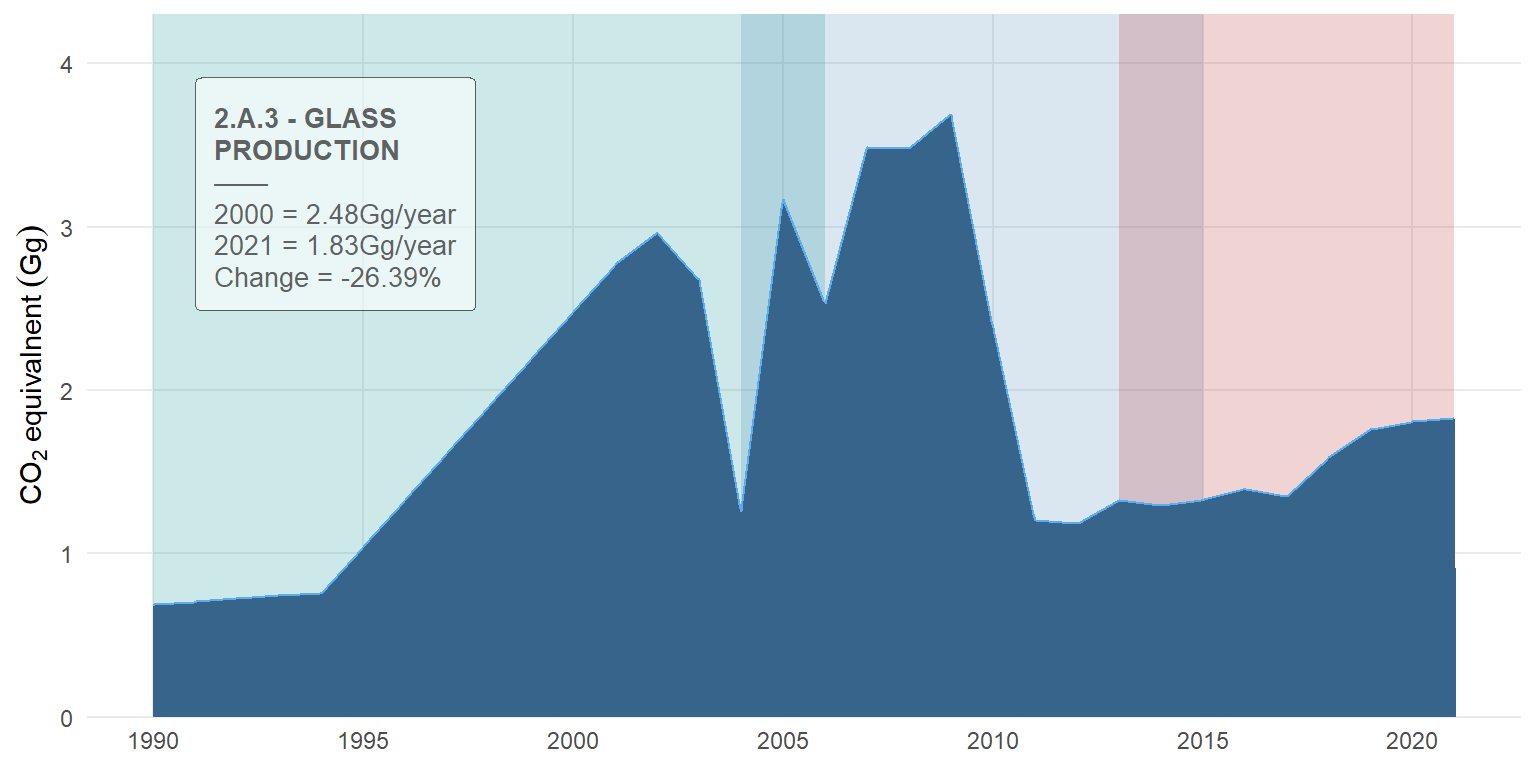 2.A.3 - GLASS
PRODUCTION
2000 = 2.48Gg/year
2021 = 1.83Gg/year
Change = -26.39%
CO₂ equivalnent (Gg)
4
3
2
1
0
1990 1995 2000 2005 2010 2015 2020